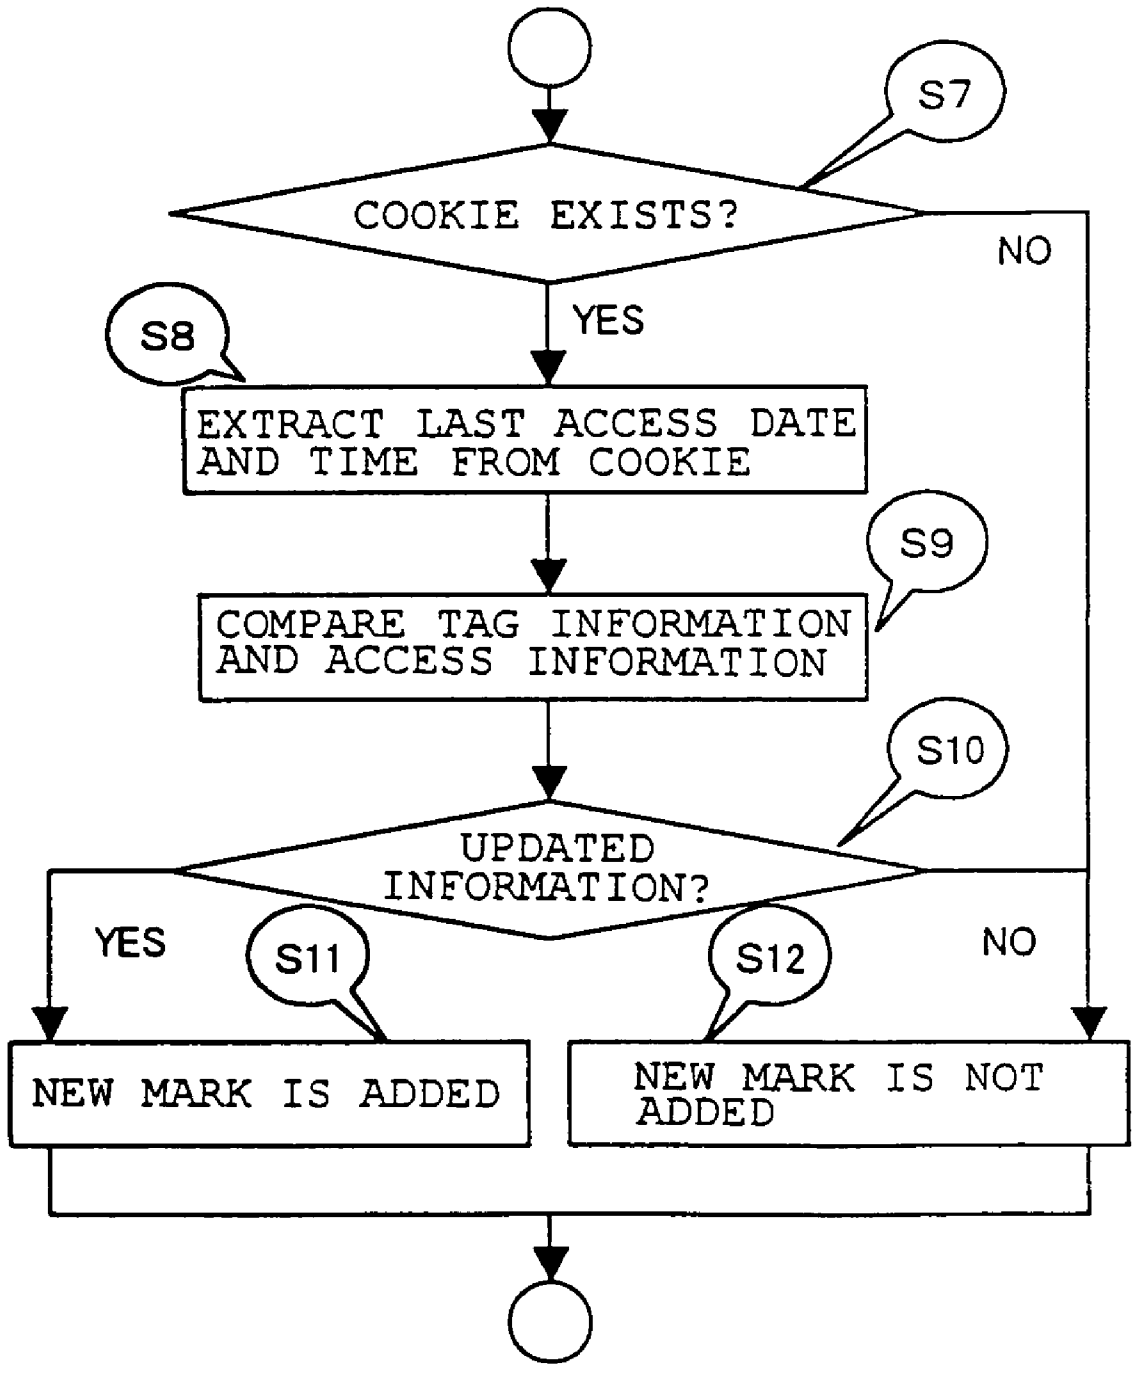 S7
COOKIE EXISTS?
NO
YES
S8
EXTRACT LAST ACCESS DATE
AND TIME FROM COOKIE
S9
COMPARE TAG INFORMATION
AND ACCESS INFORMATION
S10
UPDATED
INFORMATION?
YES
S11
S12
NO
NEW MARK IS ADDED
NEW MARK IS NOT
ADDED